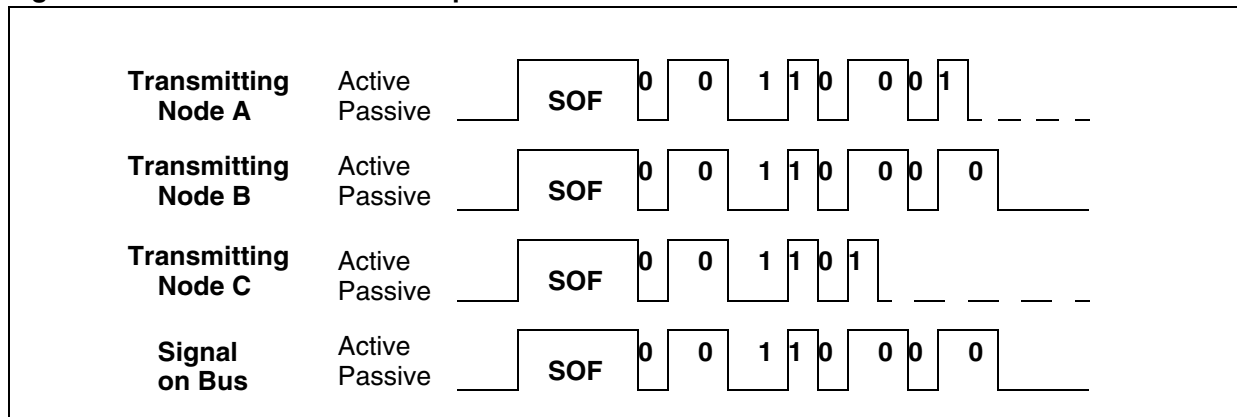 Transmitting Node A Active Passive SOF 0 0 1 1 0 0 0 1
Transmitting Node B Active Passive SOF 0 0 1 1 0 0 0 0
Transmitting Node C Active Passive SOF 0 0 1 1 0 1
Signal on Bus Active Passive SOF 0 0 1 1 0 0 0 0